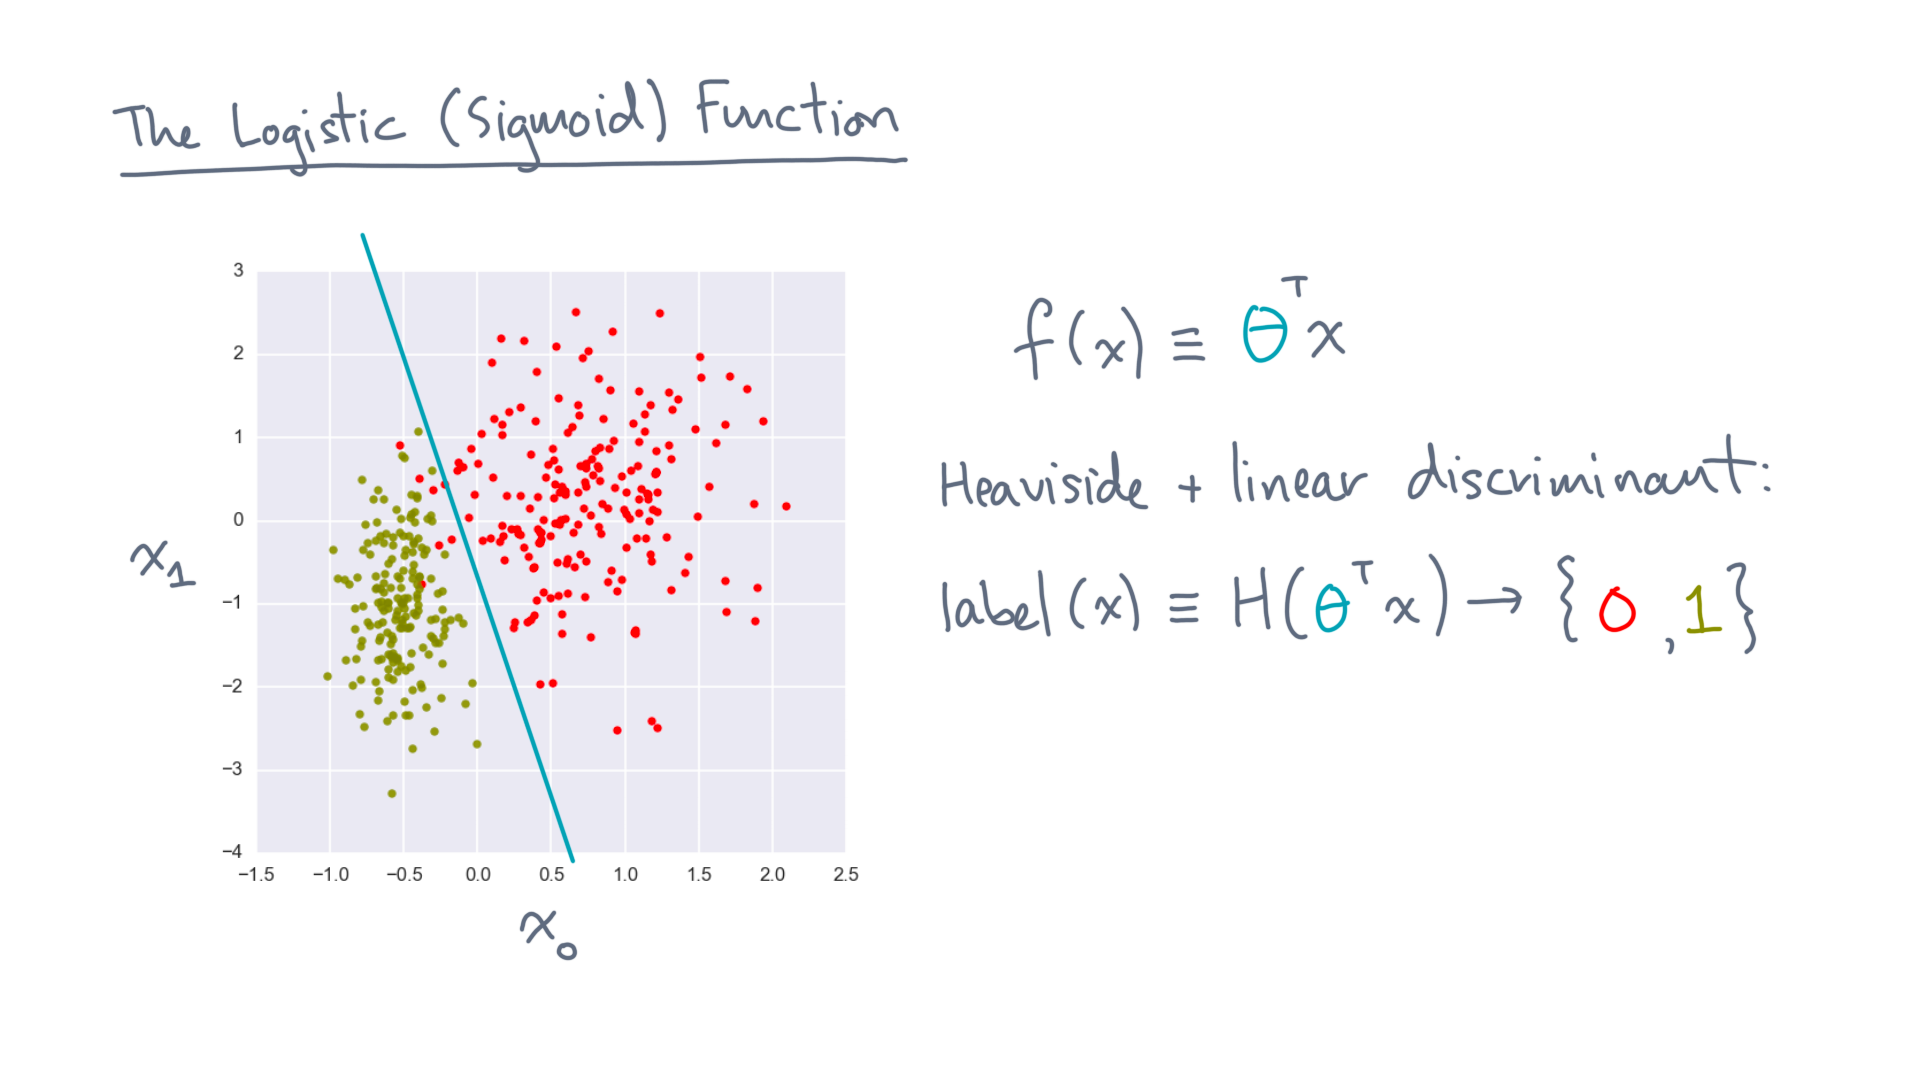 The Logistic (Sigmoid) Function
f(x) ≡ θᵀx
Heaviside + linear discriminant:
label(x) ≡ H(θᵀx) → {0,1}
3
2
1
0
−1
−2
−3
−4
−1.5 −1.0 −0.5 0.0 0.5 1.0 1.5 2.0 2.5
x₁
x₀